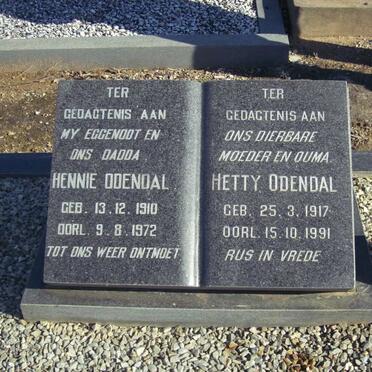 TER
GEDAGTENIS AAN
MY EGGENOOT EN
ONS DADDA
HENNIE ODENDAL
GEB. 13.12.1910
OORL. 9.8.1972
TOT ONS WEER ONTMOET
TER
GEDAGTENIS AAN
ONS DIERBARE
MOEDER EN OUMA
HETTY ODENDAL
GEB. 25.3.1917
OORL. 15.10.1991
RUS IN VREDE